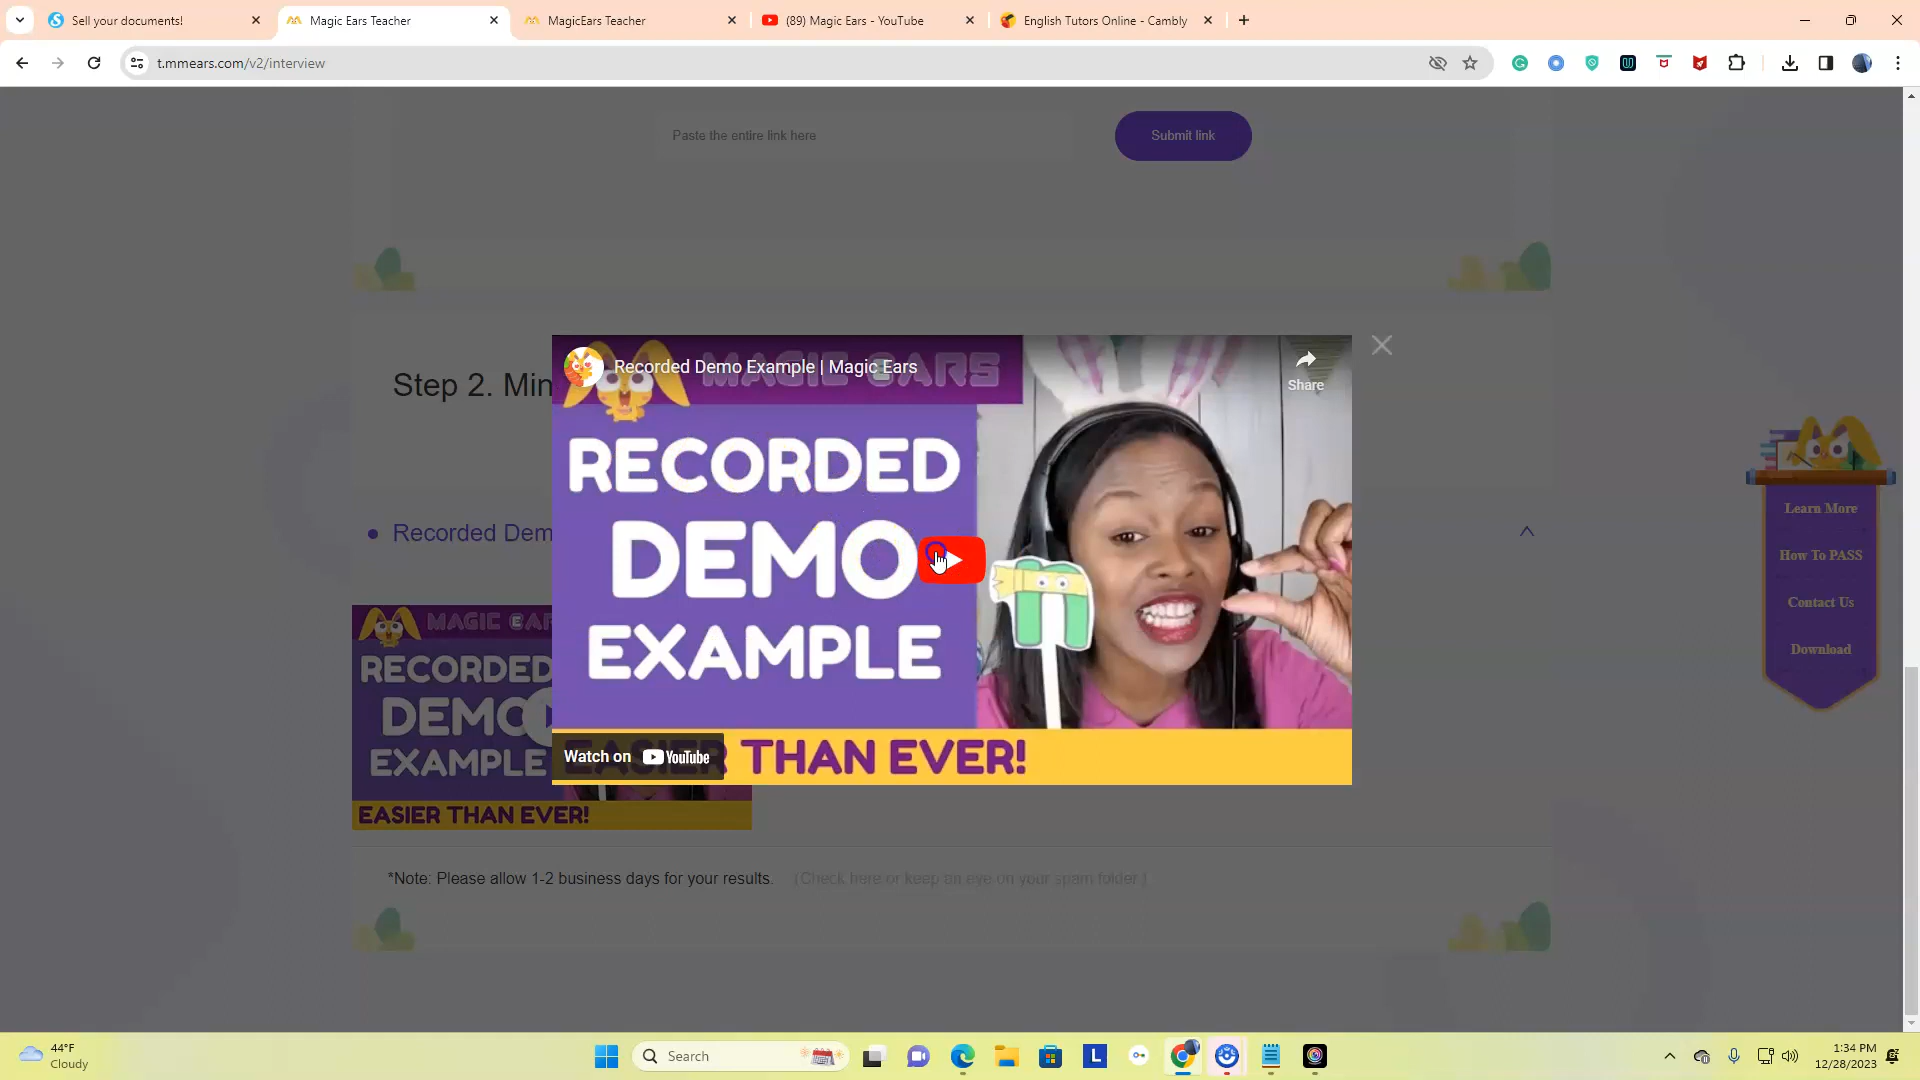 Sell your documents!
Magic Ears Teacher
MagicEars Teacher
(89) Magic Ears - YouTube
English Tutors Online - Cambly
t.mmears.com/v2/interview
Paste the entire link here
Submit link
Step 2. Min
MAGIC EARS
Recorded Demo Example | Magic Ears
Share
RECORDED
DEMO
EXAMPLE
THAN EVER!
Watch on YouTube
Recorded Dem
Learn More
How To PASS
Contact Us
Download
MAGIC EAR
RECORDED
DEMO
EXAMPLE
EASIER THAN EVER!
*Note: Please allow 1-2 business days for your results. (Check here or keep an eye on your spam folder.)
44°F
Cloudy
Search
L
1:34 PM
12/28/2023